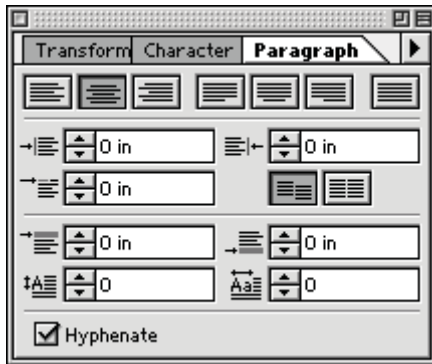 Transform Character Paragraph
0 in 0 in
0 in
0 in 0 in
0 0
Hyphenate